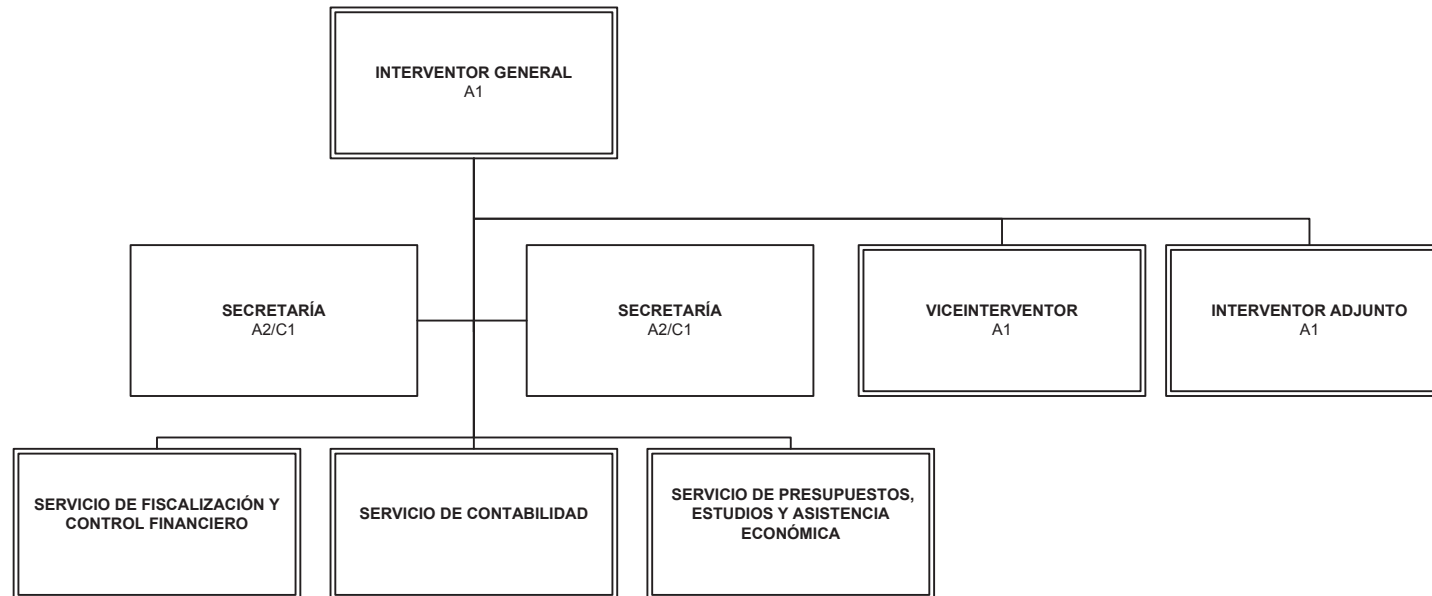 INTERVENTOR GENERAL
A1
SECRETARÍA
A2/C1
SECRETARÍA
A2/C1
VICEINTERVENTOR
A1
INTERVENTOR ADJUNTO
A1
SERVICIO DE FISCALIZACIÓN Y
CONTROL FINANCIERO
SERVICIO DE CONTABILIDAD
SERVICIO DE PRESUPUESTOS,
ESTUDIOS Y ASISTENCIA
ECONÓMICA